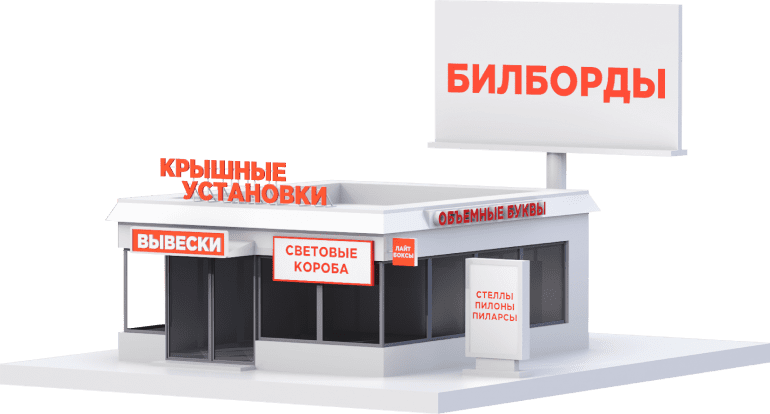 БИЛБОРДЫ
КРЫШНЫЕ
УСТАНОВКИ
ОБЪЕМНЫЕ БУКВЫ
ВЫВЕСКИ
СВЕТОВЫЕ
КОРОБА
ЛАЙТ
БОКСЫ
СТЕЛЛЫ
ПИЛОНЫ
ПИЛАРСЫ